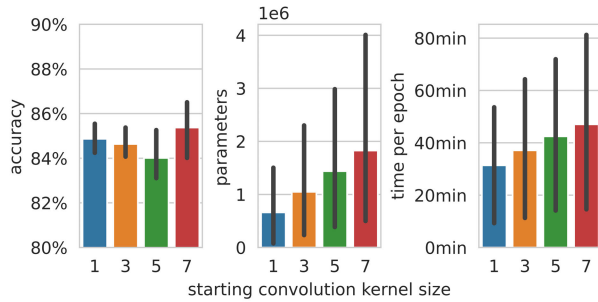 accuracy
90%
88%
86%
84%
82%
80%
1 3 5 7
parameters
1e6
4
3
2
1
0
1 3 5 7
time per epoch
80min
60min
40min
20min
0min
1 3 5 7
starting convolution kernel size